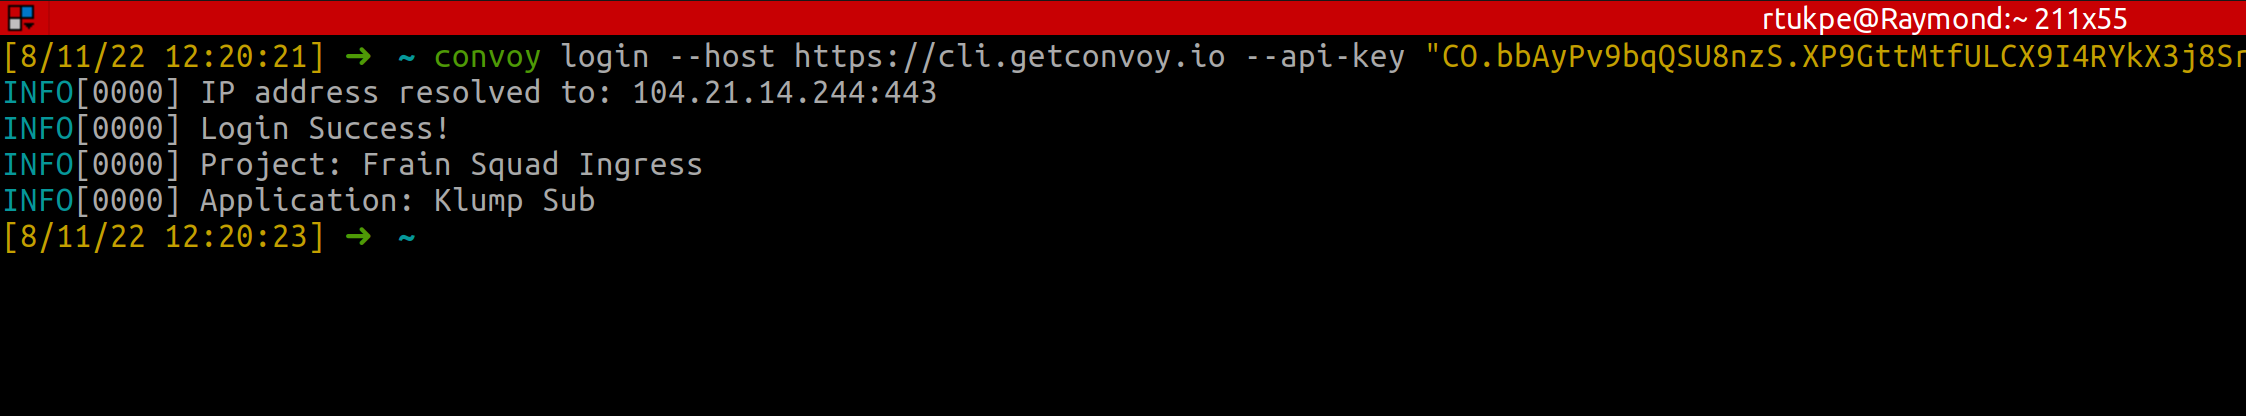 rtukpe@Raymond:~ 211x55
[8/11/22 12:20:21] ➜ ~ convoy login --host https://cli.getconvoy.io --api-key "CO.bbAyPv9bqQSU8nzS.XP9GttMtfULCX9I4RYkX3j8Sr
INFO[0000] IP address resolved to: 104.21.14.244:443
INFO[0000] Login Success!
INFO[0000] Project: Frain Squad Ingress
INFO[0000] Application: Klump Sub
[8/11/22 12:20:23] ➜ ~